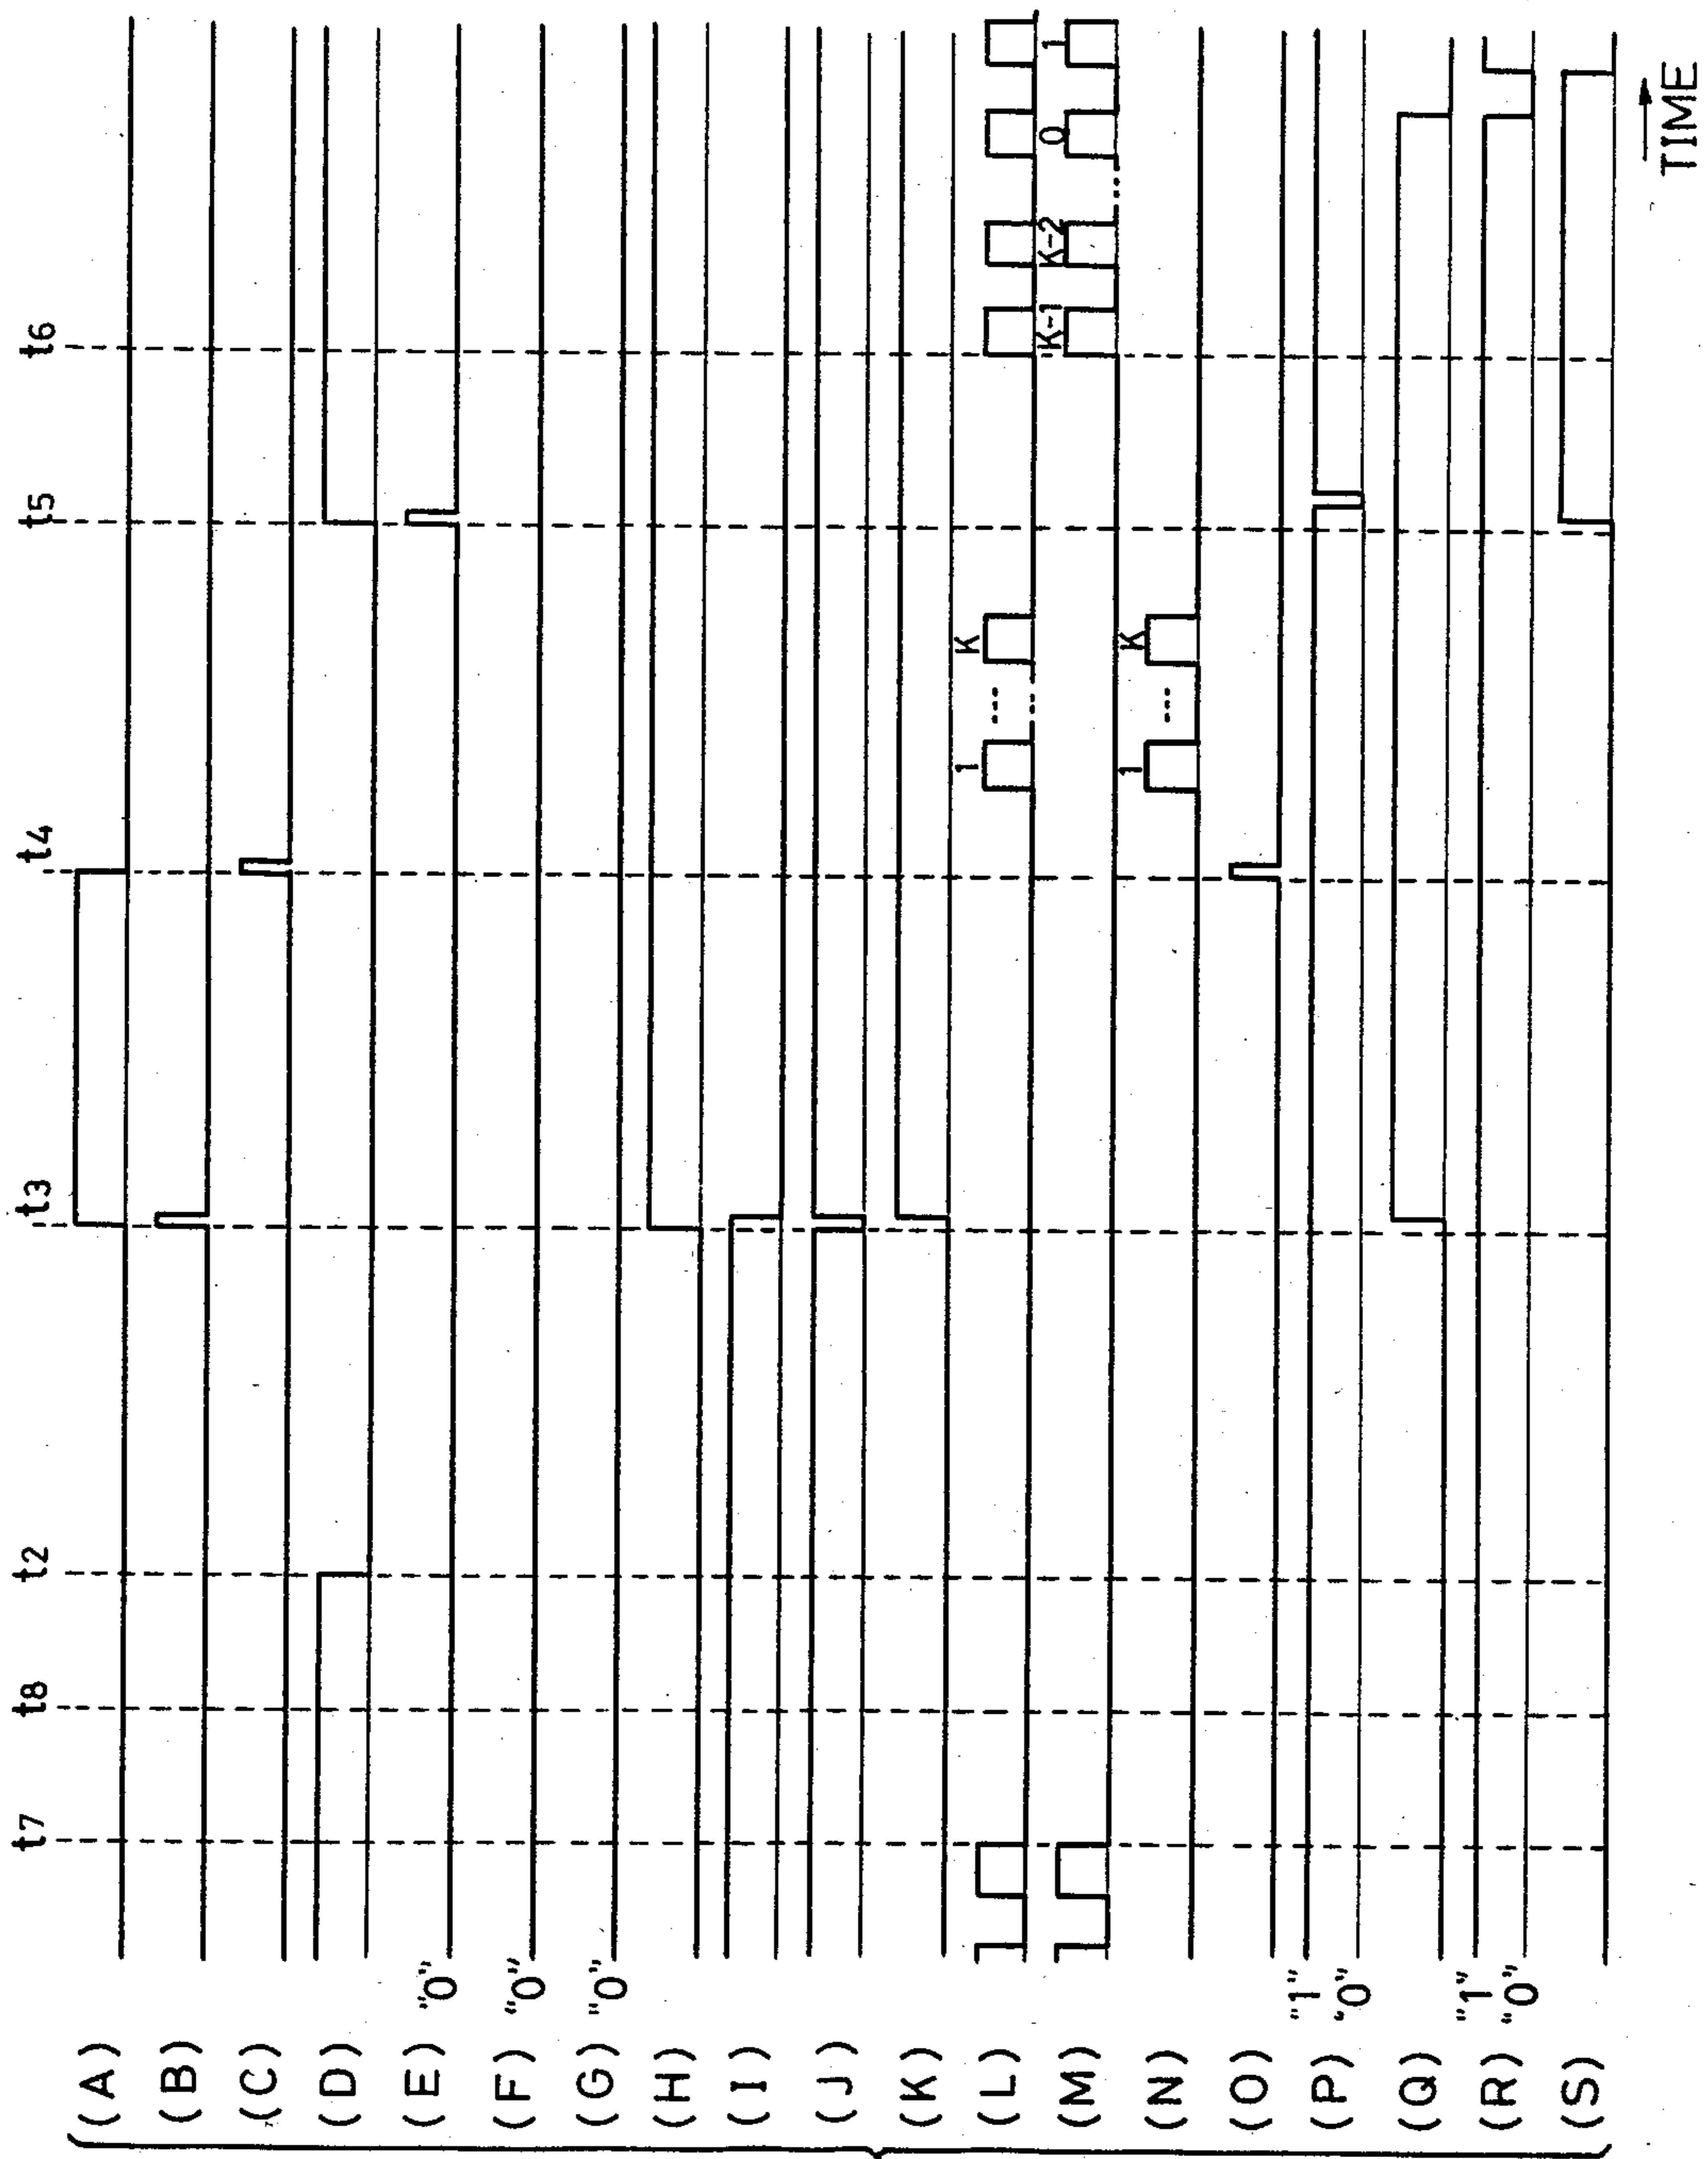 t7 t8 t2 t3 t4 t5 t6
(A)
(B)
(C)
(D)
(E) "0"
(F) "0"
(G) "0"
(H)
(I)
(J)
(K)
(L) 1 --- K
(M) K-1 K-2 0 1
(N) 1 --- K
(O)
(P) "1" "0"
(Q)
(R) "1" "0"
(S)
TIME